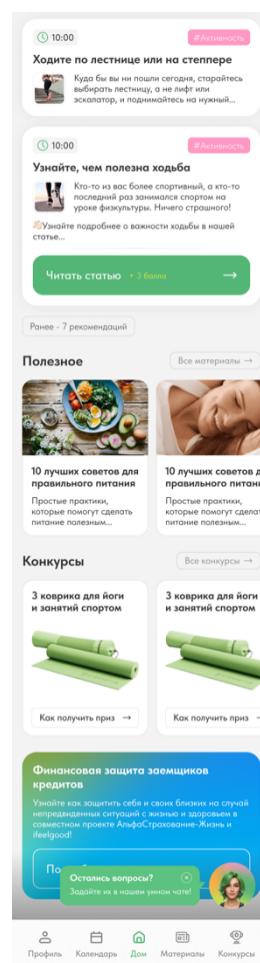 10:00
#Активность
Ходите по лестнице или на степпере
Куда бы вы ни пошли сегодня, старайтесь
выбирать лестницу, а не лифт или
эскалатор, и поднимайтесь на нужный...
10:00
#Активность
Узнайте, чем полезна ходьба
Кто-то из вас более спортивный, а кто-то
последний раз занимался спортом на
уроке физкультуры. Ничего страшного!
👋🏻Узнайте подробнее о важности ходьбы в нашей
статье...
Читать статью + 3 балла →
Ранее - 7 рекомендаций
Полезное
Все материалы →
10 лучших советов для
правильного питания
Простые практики,
которые помогут сделать
питание полезным...
10 лучших советов д
правильного питания
Простые практики,
которые помогут сделат
питание полезным...
Конкурсы
Все конкурсы →
3 коврика для йоги
и занятий спортом
Как получить приз →
3 коврика для йоги
и занятий спортом
Как получить приз
Финансовая защита заемщиков
кредитов
Узнайте как защитить себя и своих близких на случай
непредвиденных ситуаций с жизнью и здоровьем в
совместном проекте АльфаСтрахование-Жизнь и
ifeelgood!
Остались вопросы?
Задайте их в нашем умном чате!
Профиль
Календарь
Дом
Материалы
Конкурсы